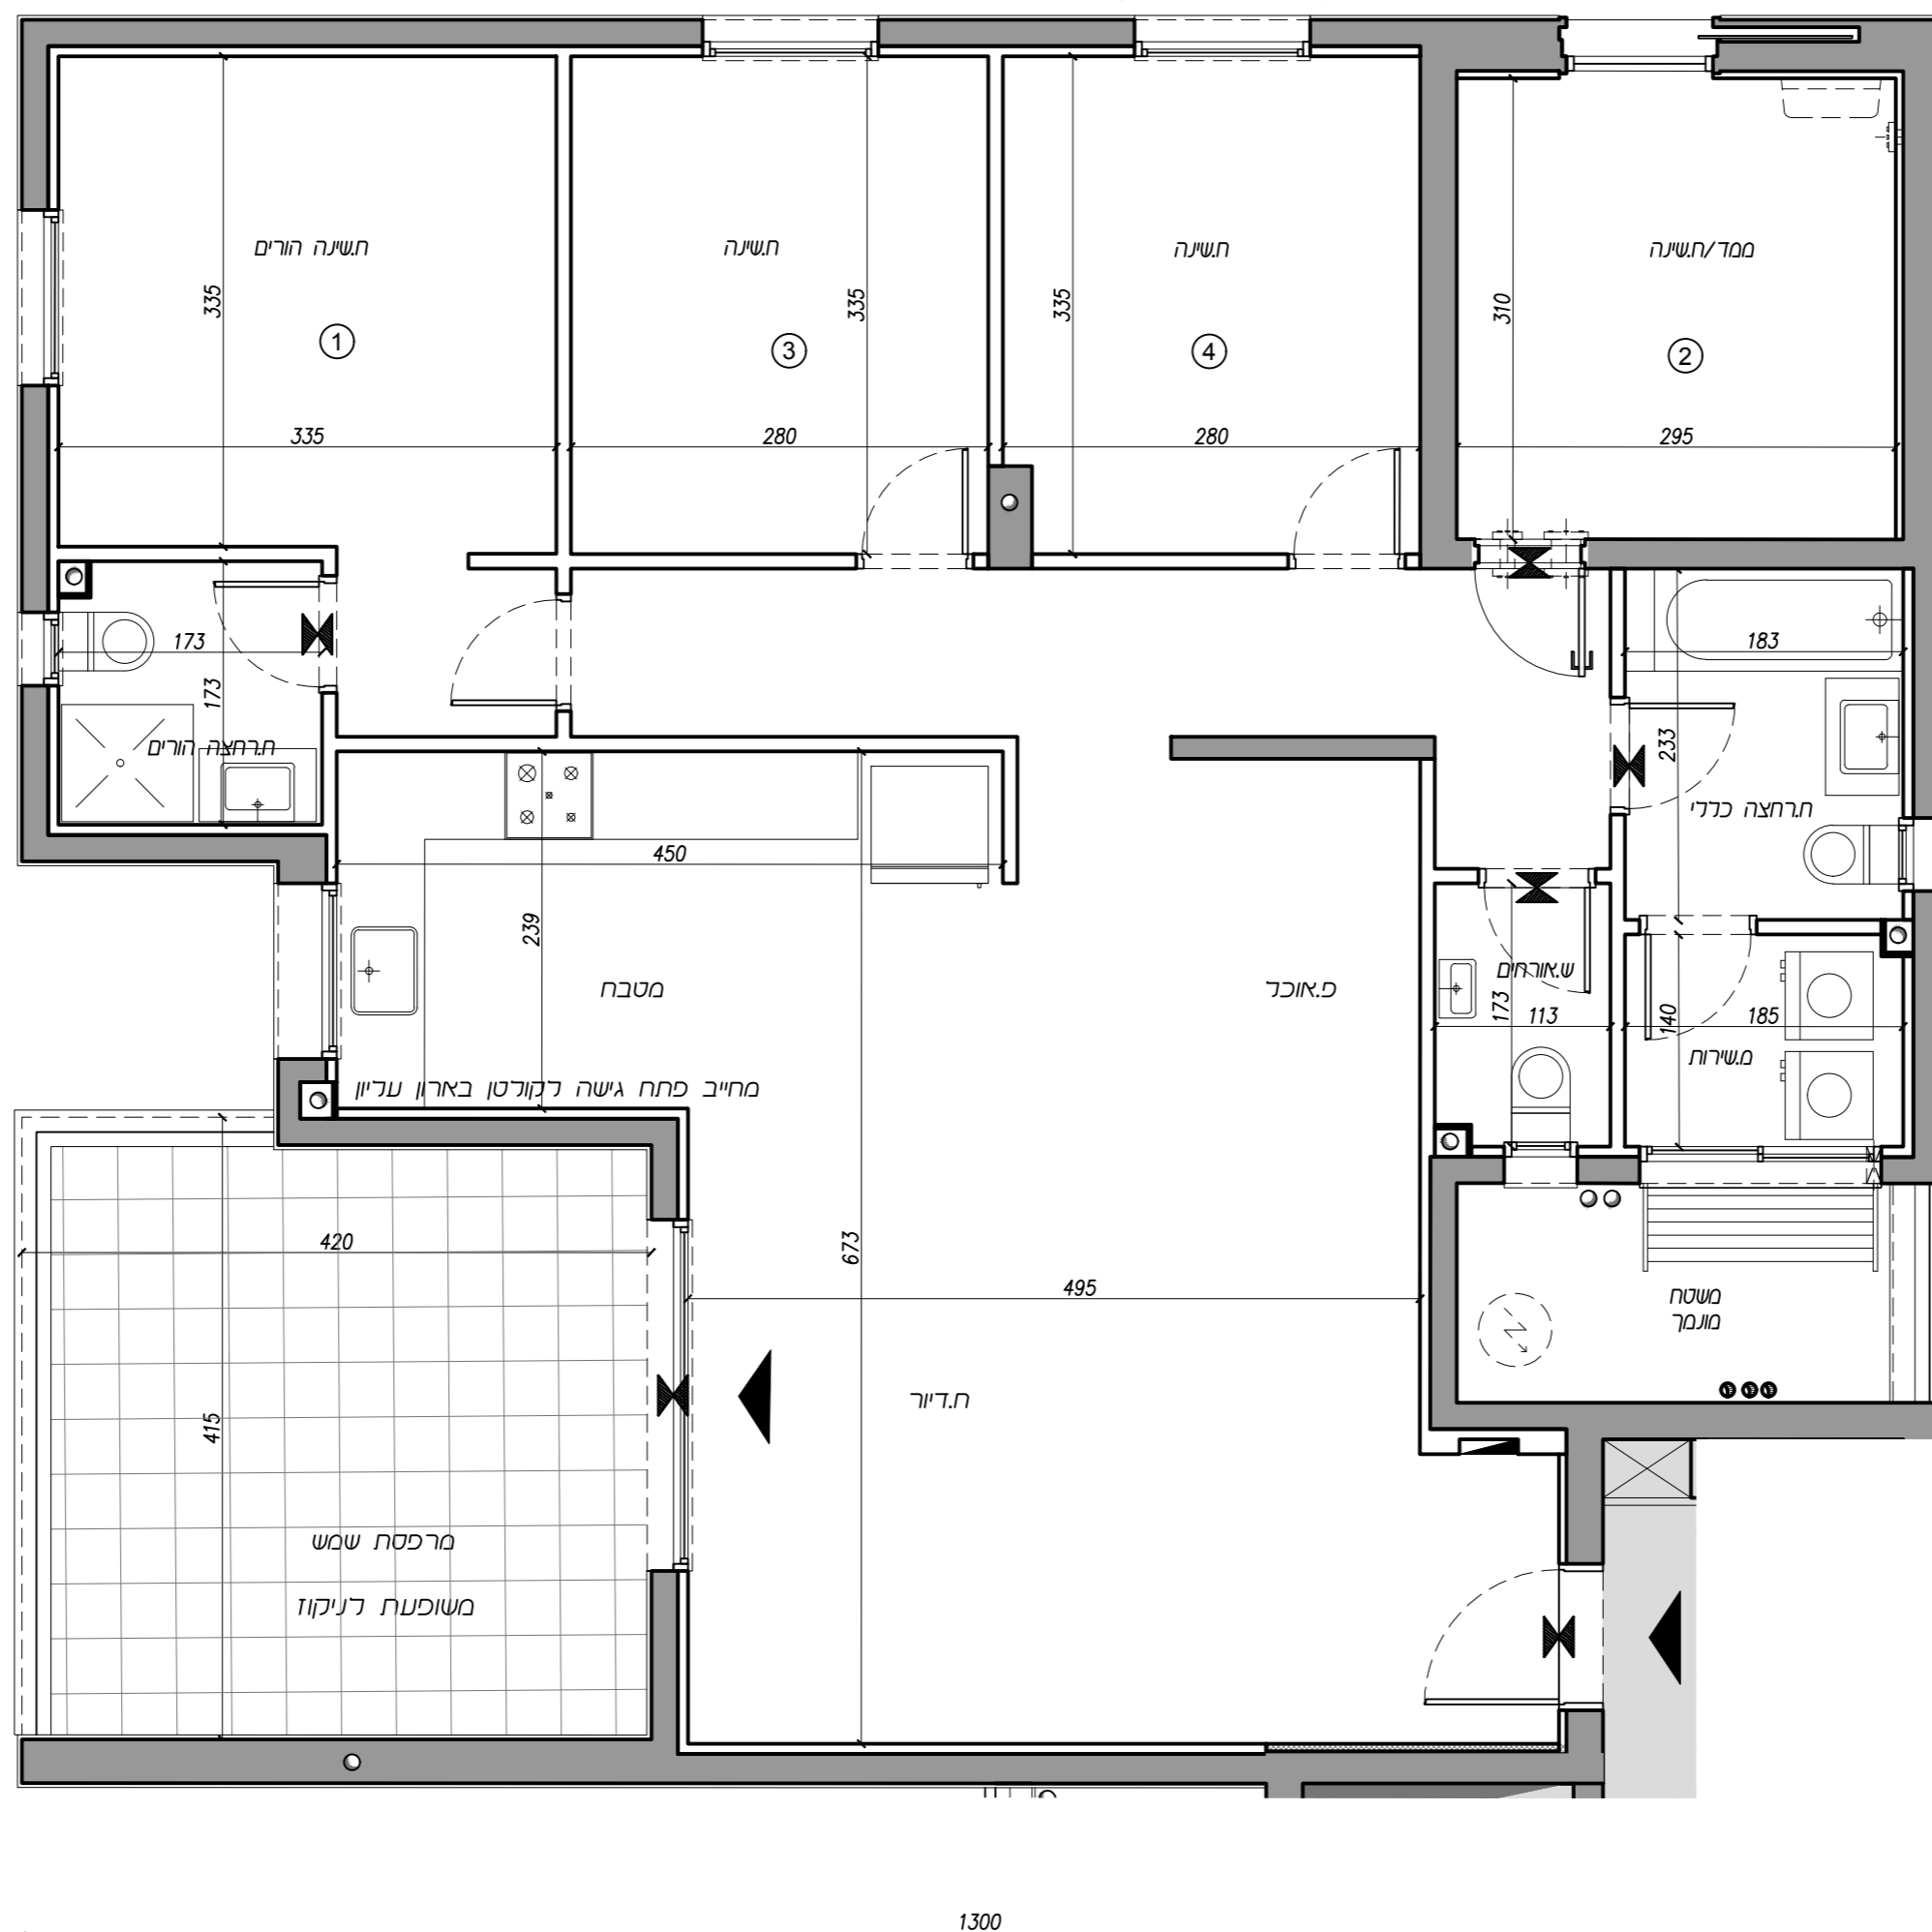 ח.שינה הורים
ח.שינה
ח.שינה
ממד/ח.שינה
335
335
335
310
1
3
4
2
335
280
280
295
173
173
ח.רחצה הורים
183
233
ח.רחצה כללי
450
239
מטבח
פ.אוכל
ש.אורחים
173
113
140
185
מ.שירות
מחייב פתח גישה לקולטן בארון עליון
420
673
495
משטח
מונמך
415
ח.דיור
מרפסת שמש
משופעת לניקוז
1300